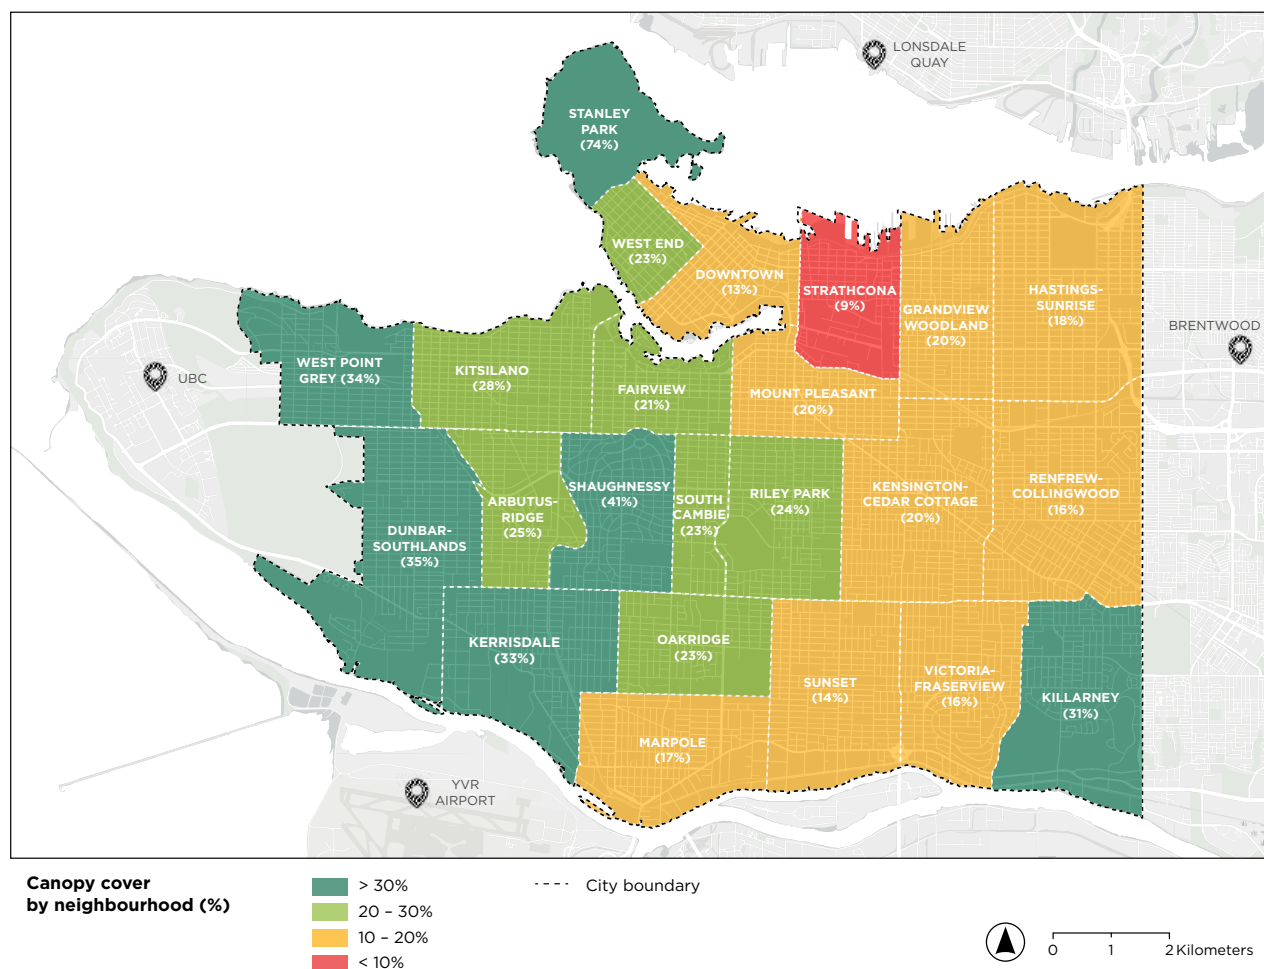 LONSDALE
QUAY
STANLEY
PARK
(74%)
WEST END
(23%)
DOWNTOWN
(13%)
STRATHCONA
(9%)
GRANDVIEW
WOODLAND
(20%)
HASTINGS-
SUNRISE
(18%)
BRENTWOOD
UBC
WEST POINT
GREY (34%)
KITSILANO
(28%)
FAIRVIEW
(21%)
MOUNT PLEASANT
(20%)
DUNBAR-
SOUTHLANDS
(35%)
ARBUTUS-
RIDGE
(25%)
SHAUGHNESSY
(41%)
SOUTH
CAMBIE
(23%)
RILEY PARK
(24%)
KENSINGTON-
CEDAR COTTAGE
(20%)
RENFREW-
COLLINGWOOD
(16%)
KERRISDALE
(33%)
OAKRIDGE
(23%)
SUNSET
(14%)
VICTORIA-
FRASERVIEW
(16%)
KILLARNEY
(31%)
MARPOLE
(17%)
YVR
AIRPORT
Canopy cover
by neighbourhood (%)
> 30%
20 – 30%
10 – 20%
< 10%
City boundary
0 1 2 Kilometers